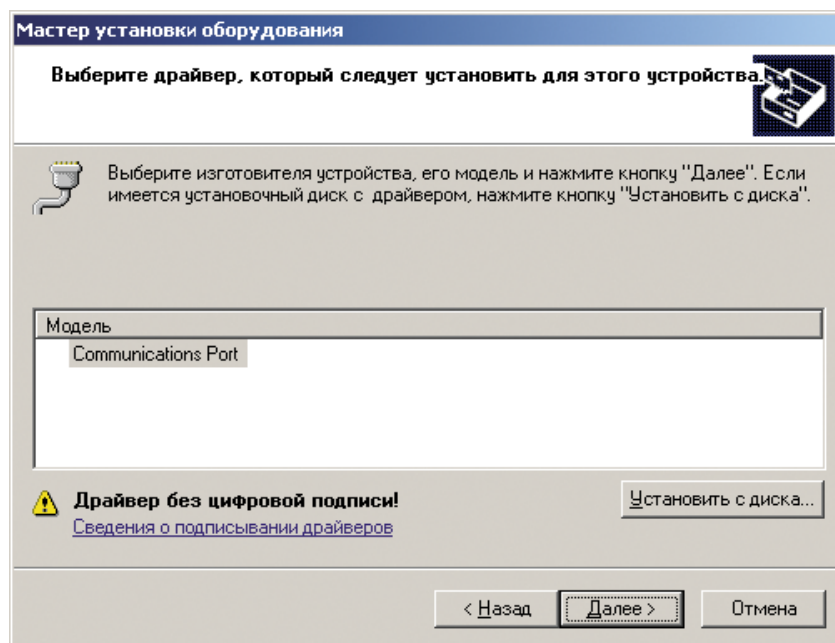 Мастер установки оборудования
Выберите драйвер, который следует установить для этого устройства.
Выберите изготовителя устройства, его модель и нажмите кнопку "Далее". Если
имеется установочный диск с драйвером, нажмите кнопку "Установить с диска".
Модель
Communications Port
Драйвер без цифровой подписи!
Установить с диска...
Сведения о подписывании драйверов
< Назад
Далее >
Отмена